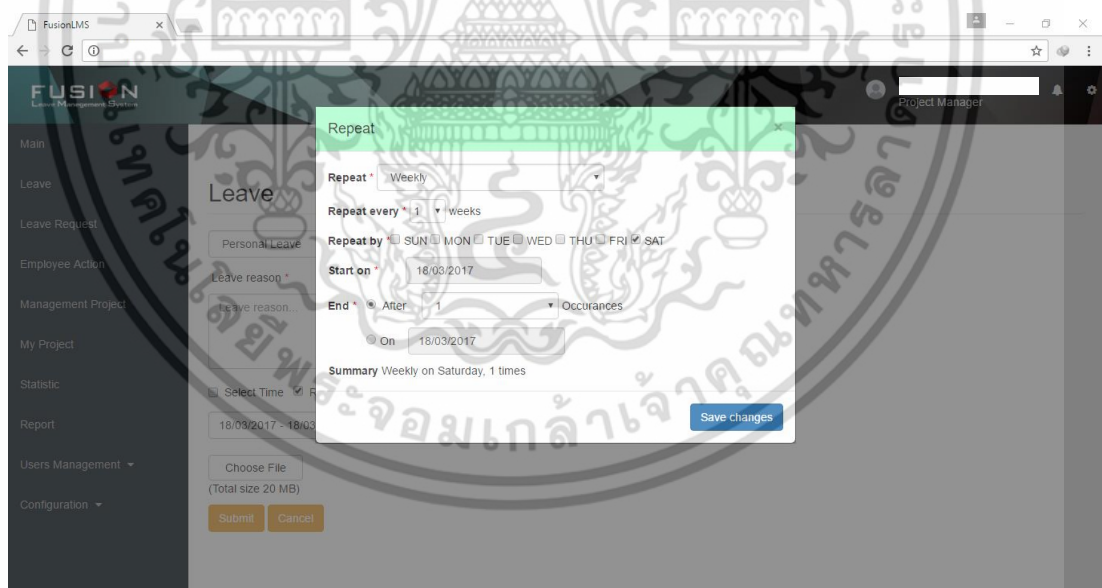 FusionLMS
FUSION
Leave Management System
Project Manager
Main
Leave
Leave Request
Employee Action
Management Project
My Project
Statistic
Report
Users Management
Configuration
Leave
Personal Leave
Leave reason *
Leave reason...
Select Time
18/03/2017 - 18/03
Choose File
(Total size 20 MB)
Submit Cancel
Repeat ×
Repeat * Weekly
Repeat every * 1 weeks
Repeat by * SUN MON TUE WED THU FRI SAT
Start on * 18/03/2017
End * After 1 Occurances
On 18/03/2017
Summary Weekly on Saturday, 1 times
Save changes